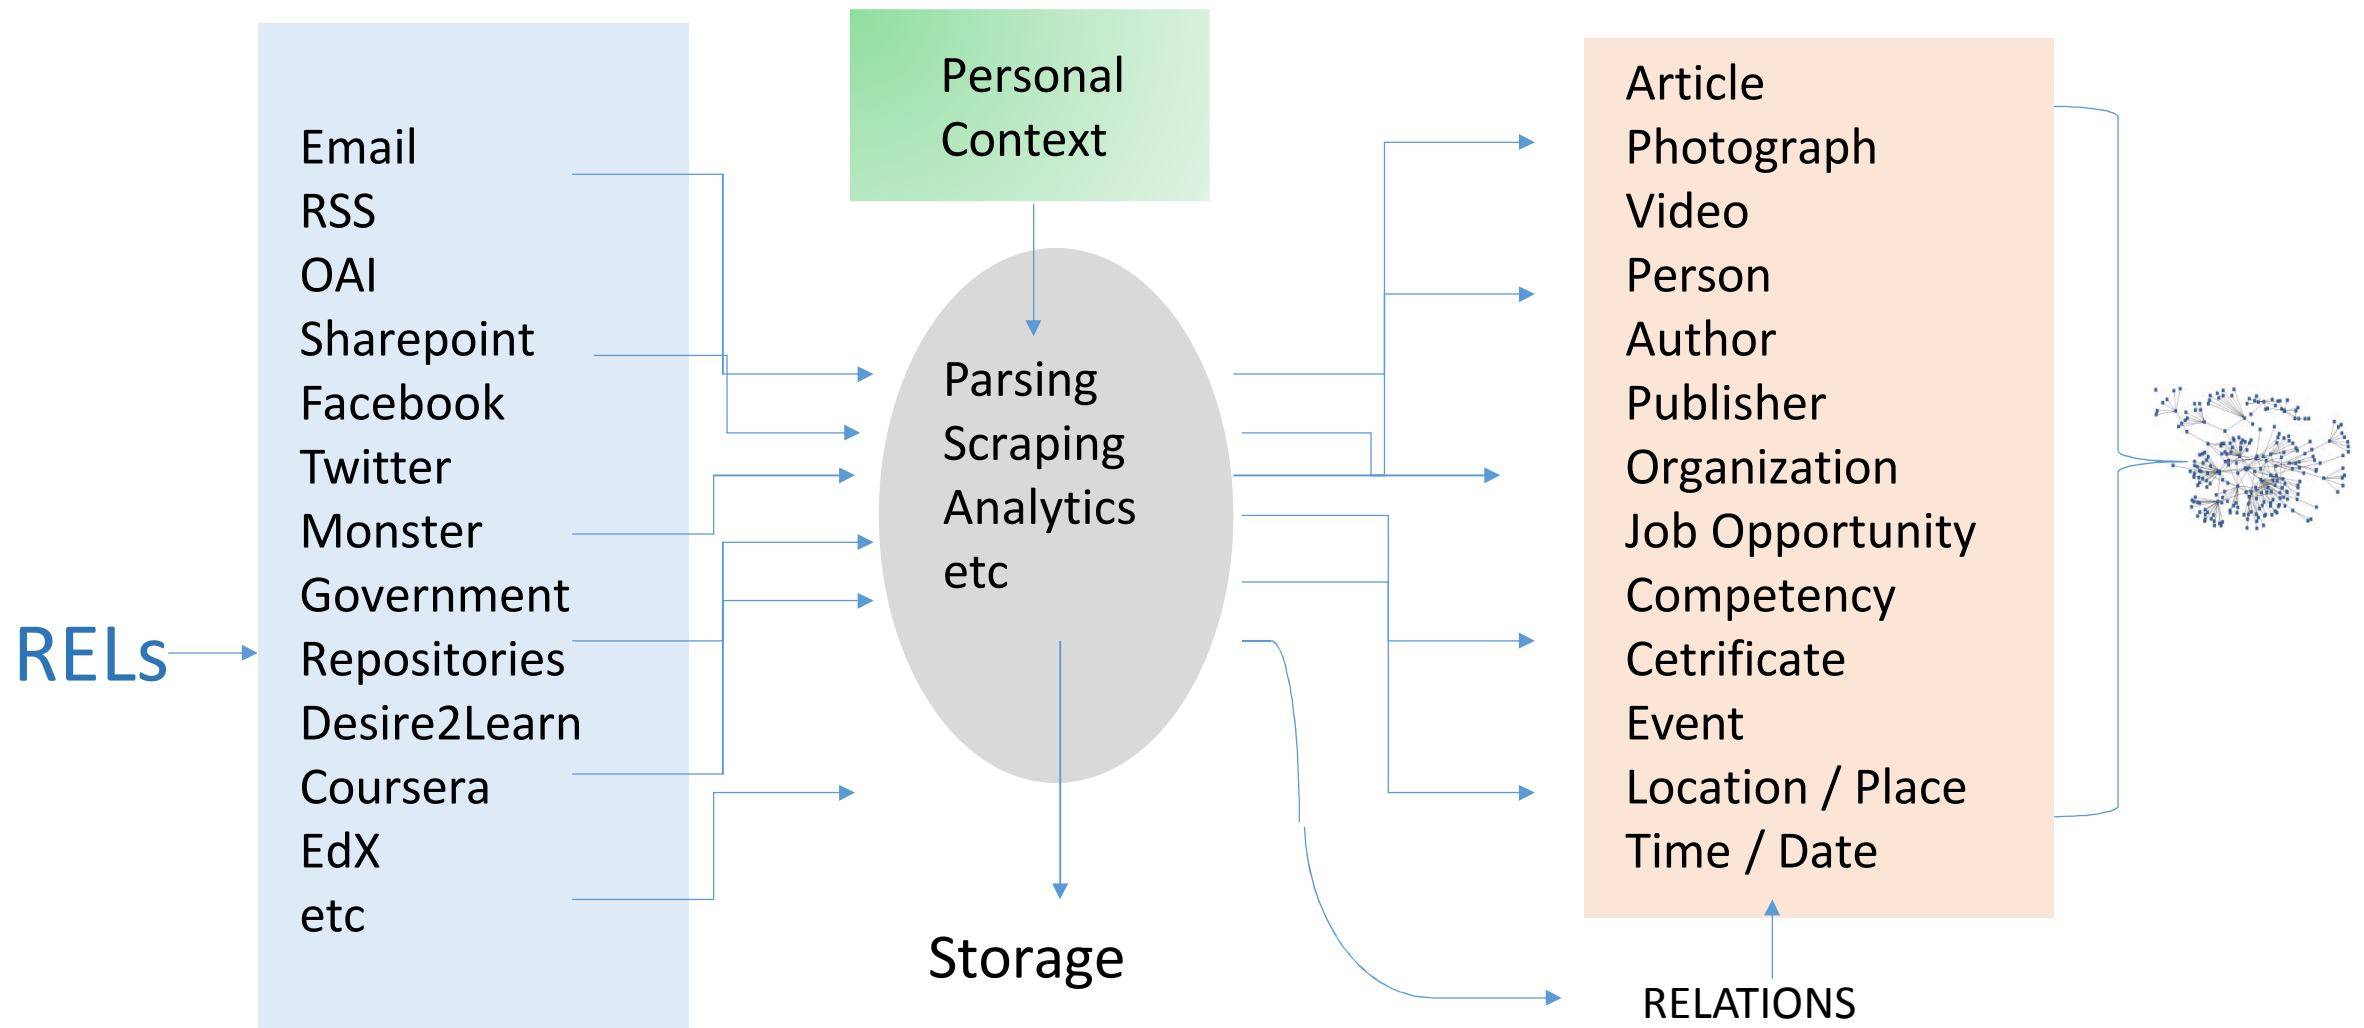 RELs
Email
RSS
OAI
Sharepoint
Facebook
Twitter
Monster
Government
Repositories
Desire2Learn
Coursera
EdX
etc
Personal
Context
Parsing
Scraping
Analytics
etc
Storage
Article
Photograph
Video
Person
Author
Publisher
Organization
Job Opportunity
Competency
Cetrificate
Event
Location / Place
Time / Date
RELATIONS